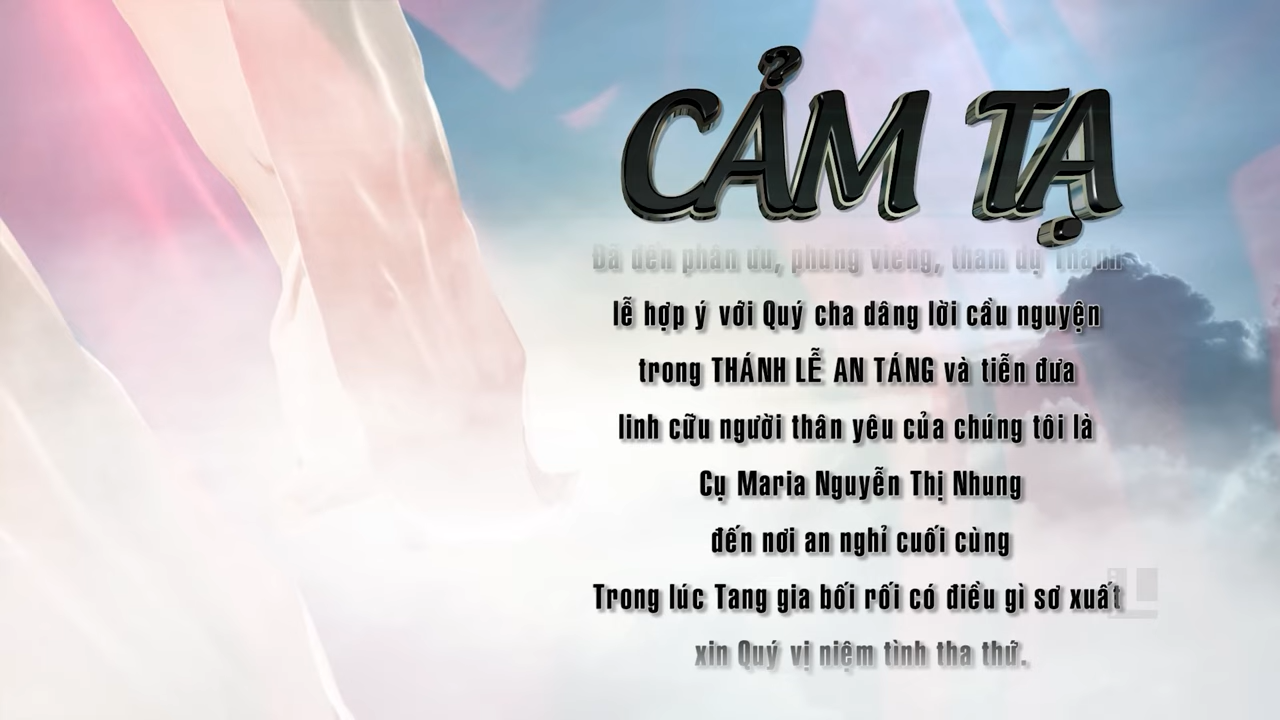 CẢM TẠ
Đã đến phân ưu, phúng viếng, tham dự Thánh
lễ hợp ý với Quý cha dâng lời cầu nguyện
trong THÁNH LỄ AN TÁNG và tiễn đưa
linh cữu người thân yêu của chúng tôi là
Cụ Maria Nguyễn Thị Nhung
đến nơi an nghỉ cuối cùng
Trong lúc Tang gia bối rối có điều gì sơ xuất
xin Quý vị niệm tình tha thứ.